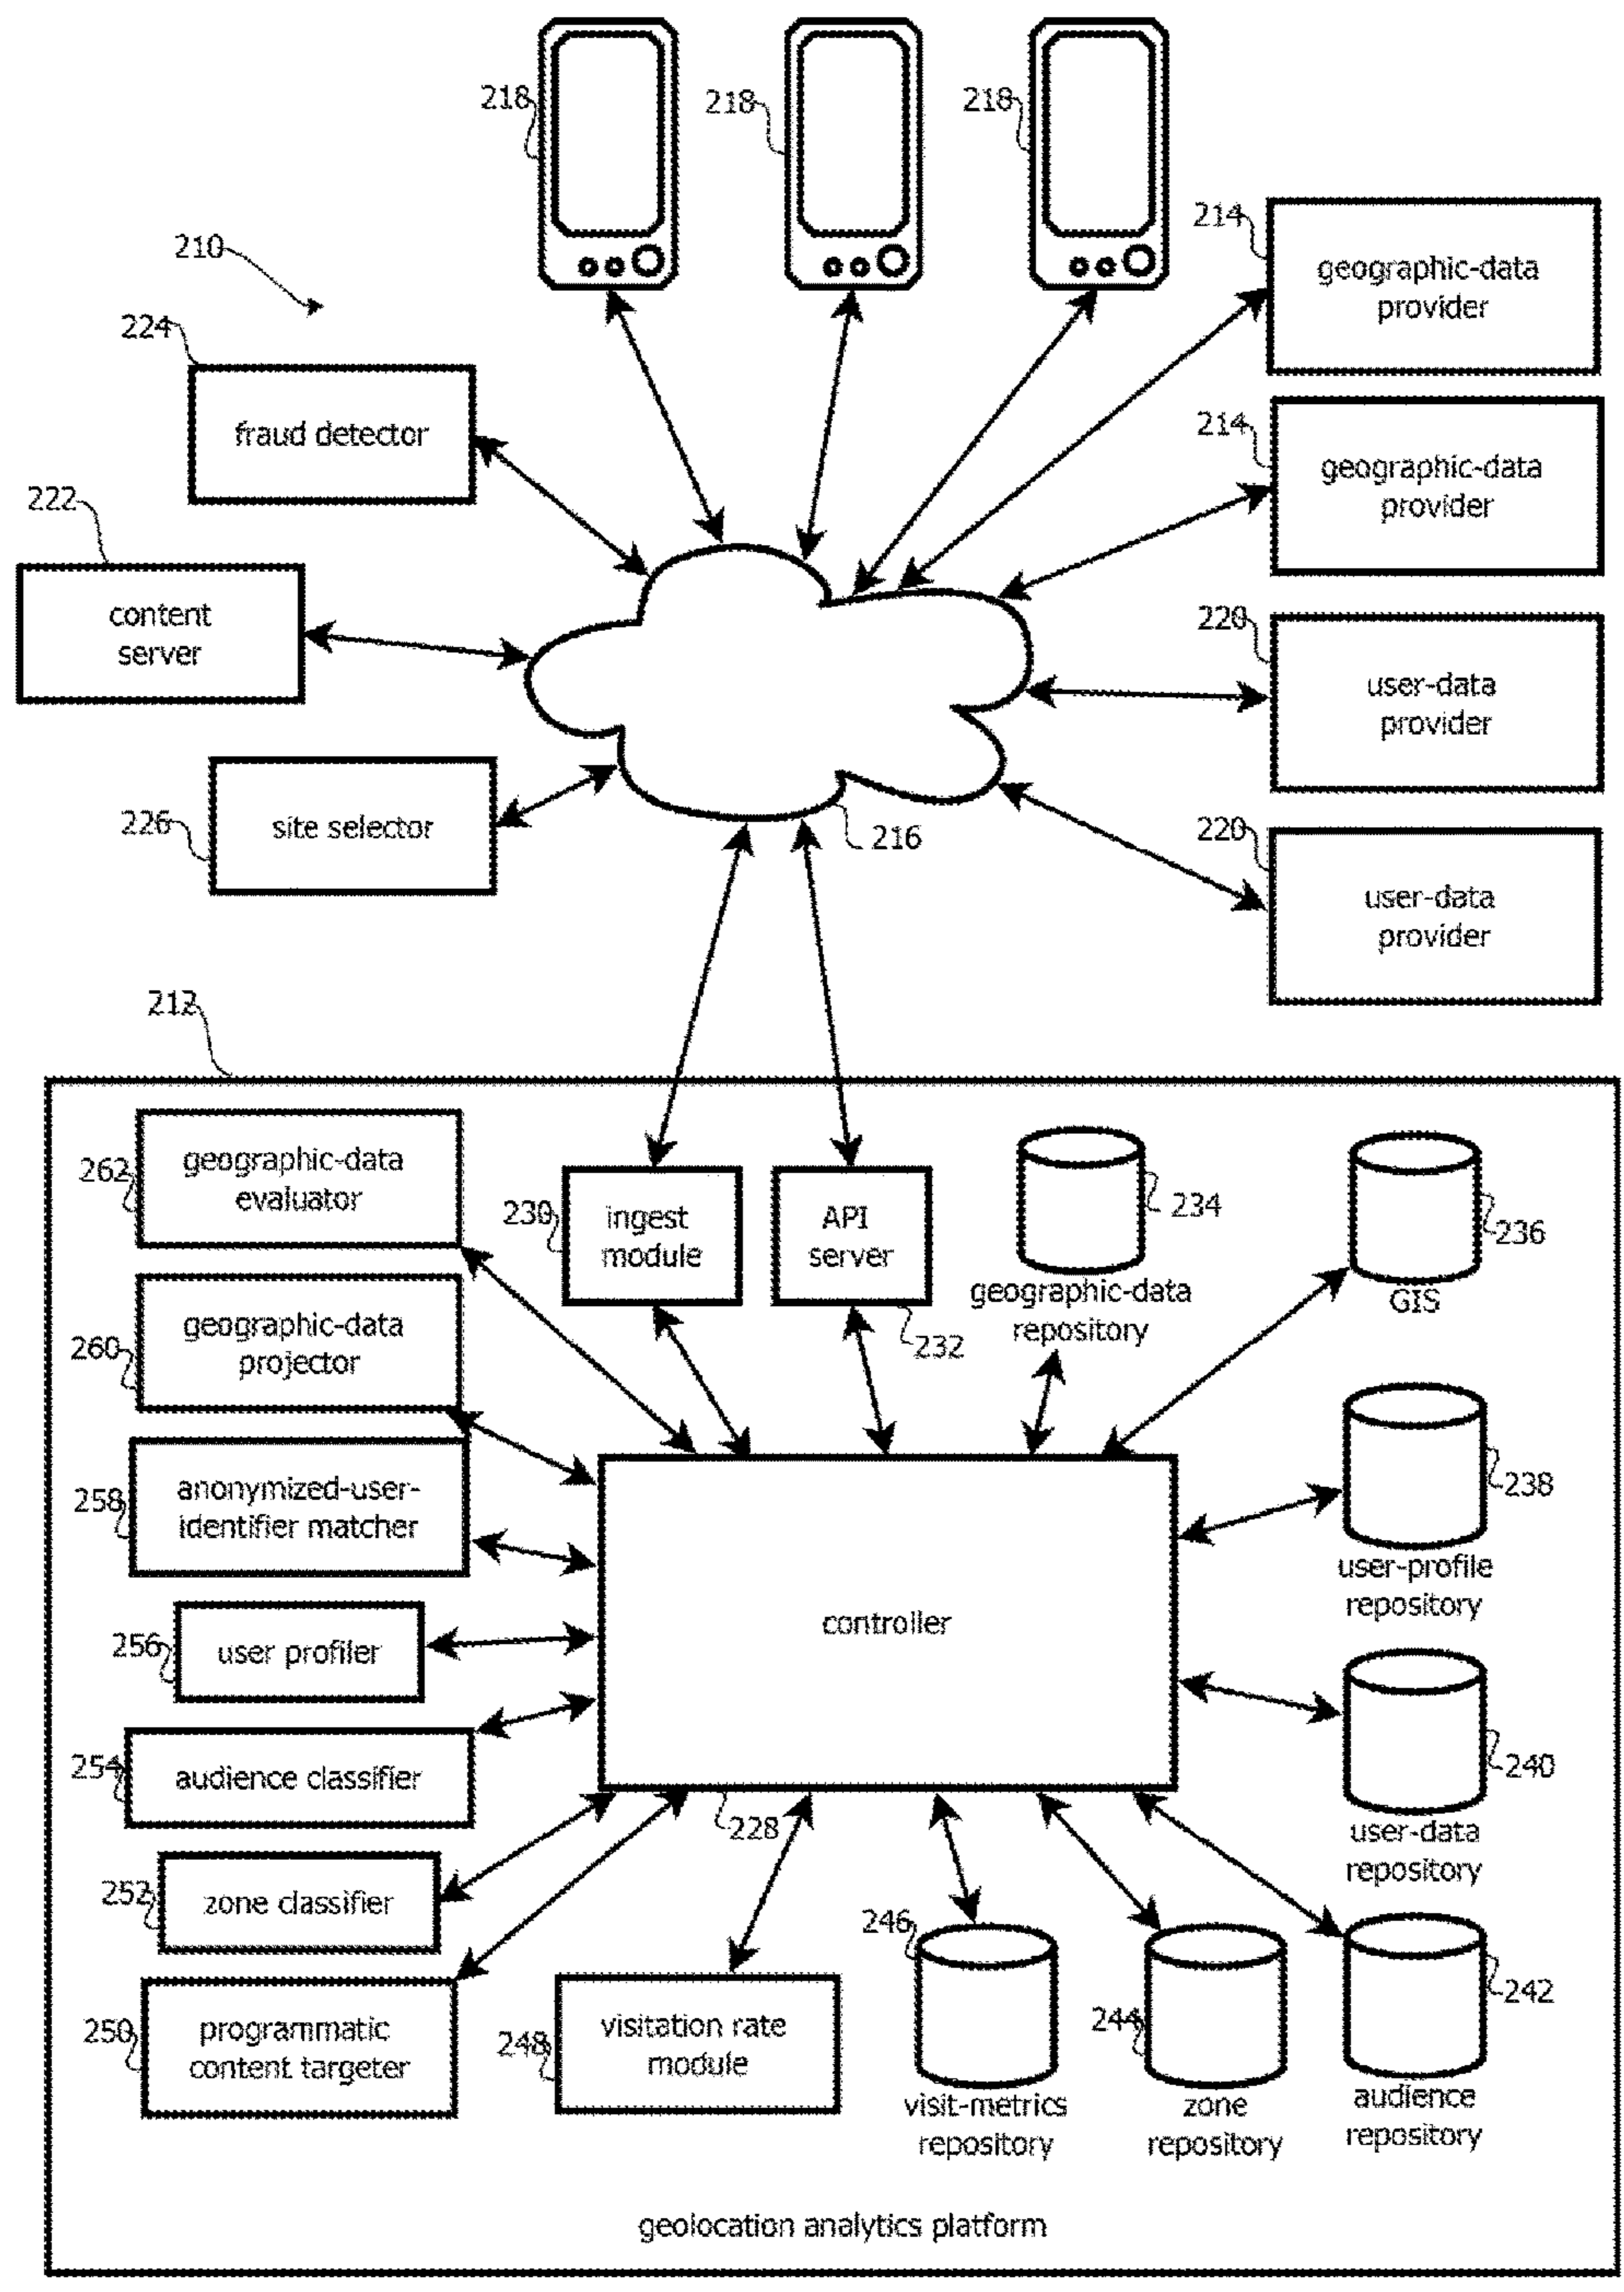 218
218
218
210
214
geographic-data
provider
224
fraud detector
214
geographic-data
provider
222
content
server
220
user-data
provider
226
site selector
216
220
user-data
provider
212
262
geographic-data
evaluator
230
ingest
module
API
server
232
234
geographic-data
repository
236
GIS
260
geographic-data
projector
258
anonymized-user-
identifier matcher
238
user-profile
repository
controller
228
256
user profiler
254
audience classifier
240
user-data
repository
252
zone classifier
250
programmatic
content targeter
248
visitation rate
module
246
visit-metrics
repository
244
zone
repository
242
audience
repository
geolocation analytics platform